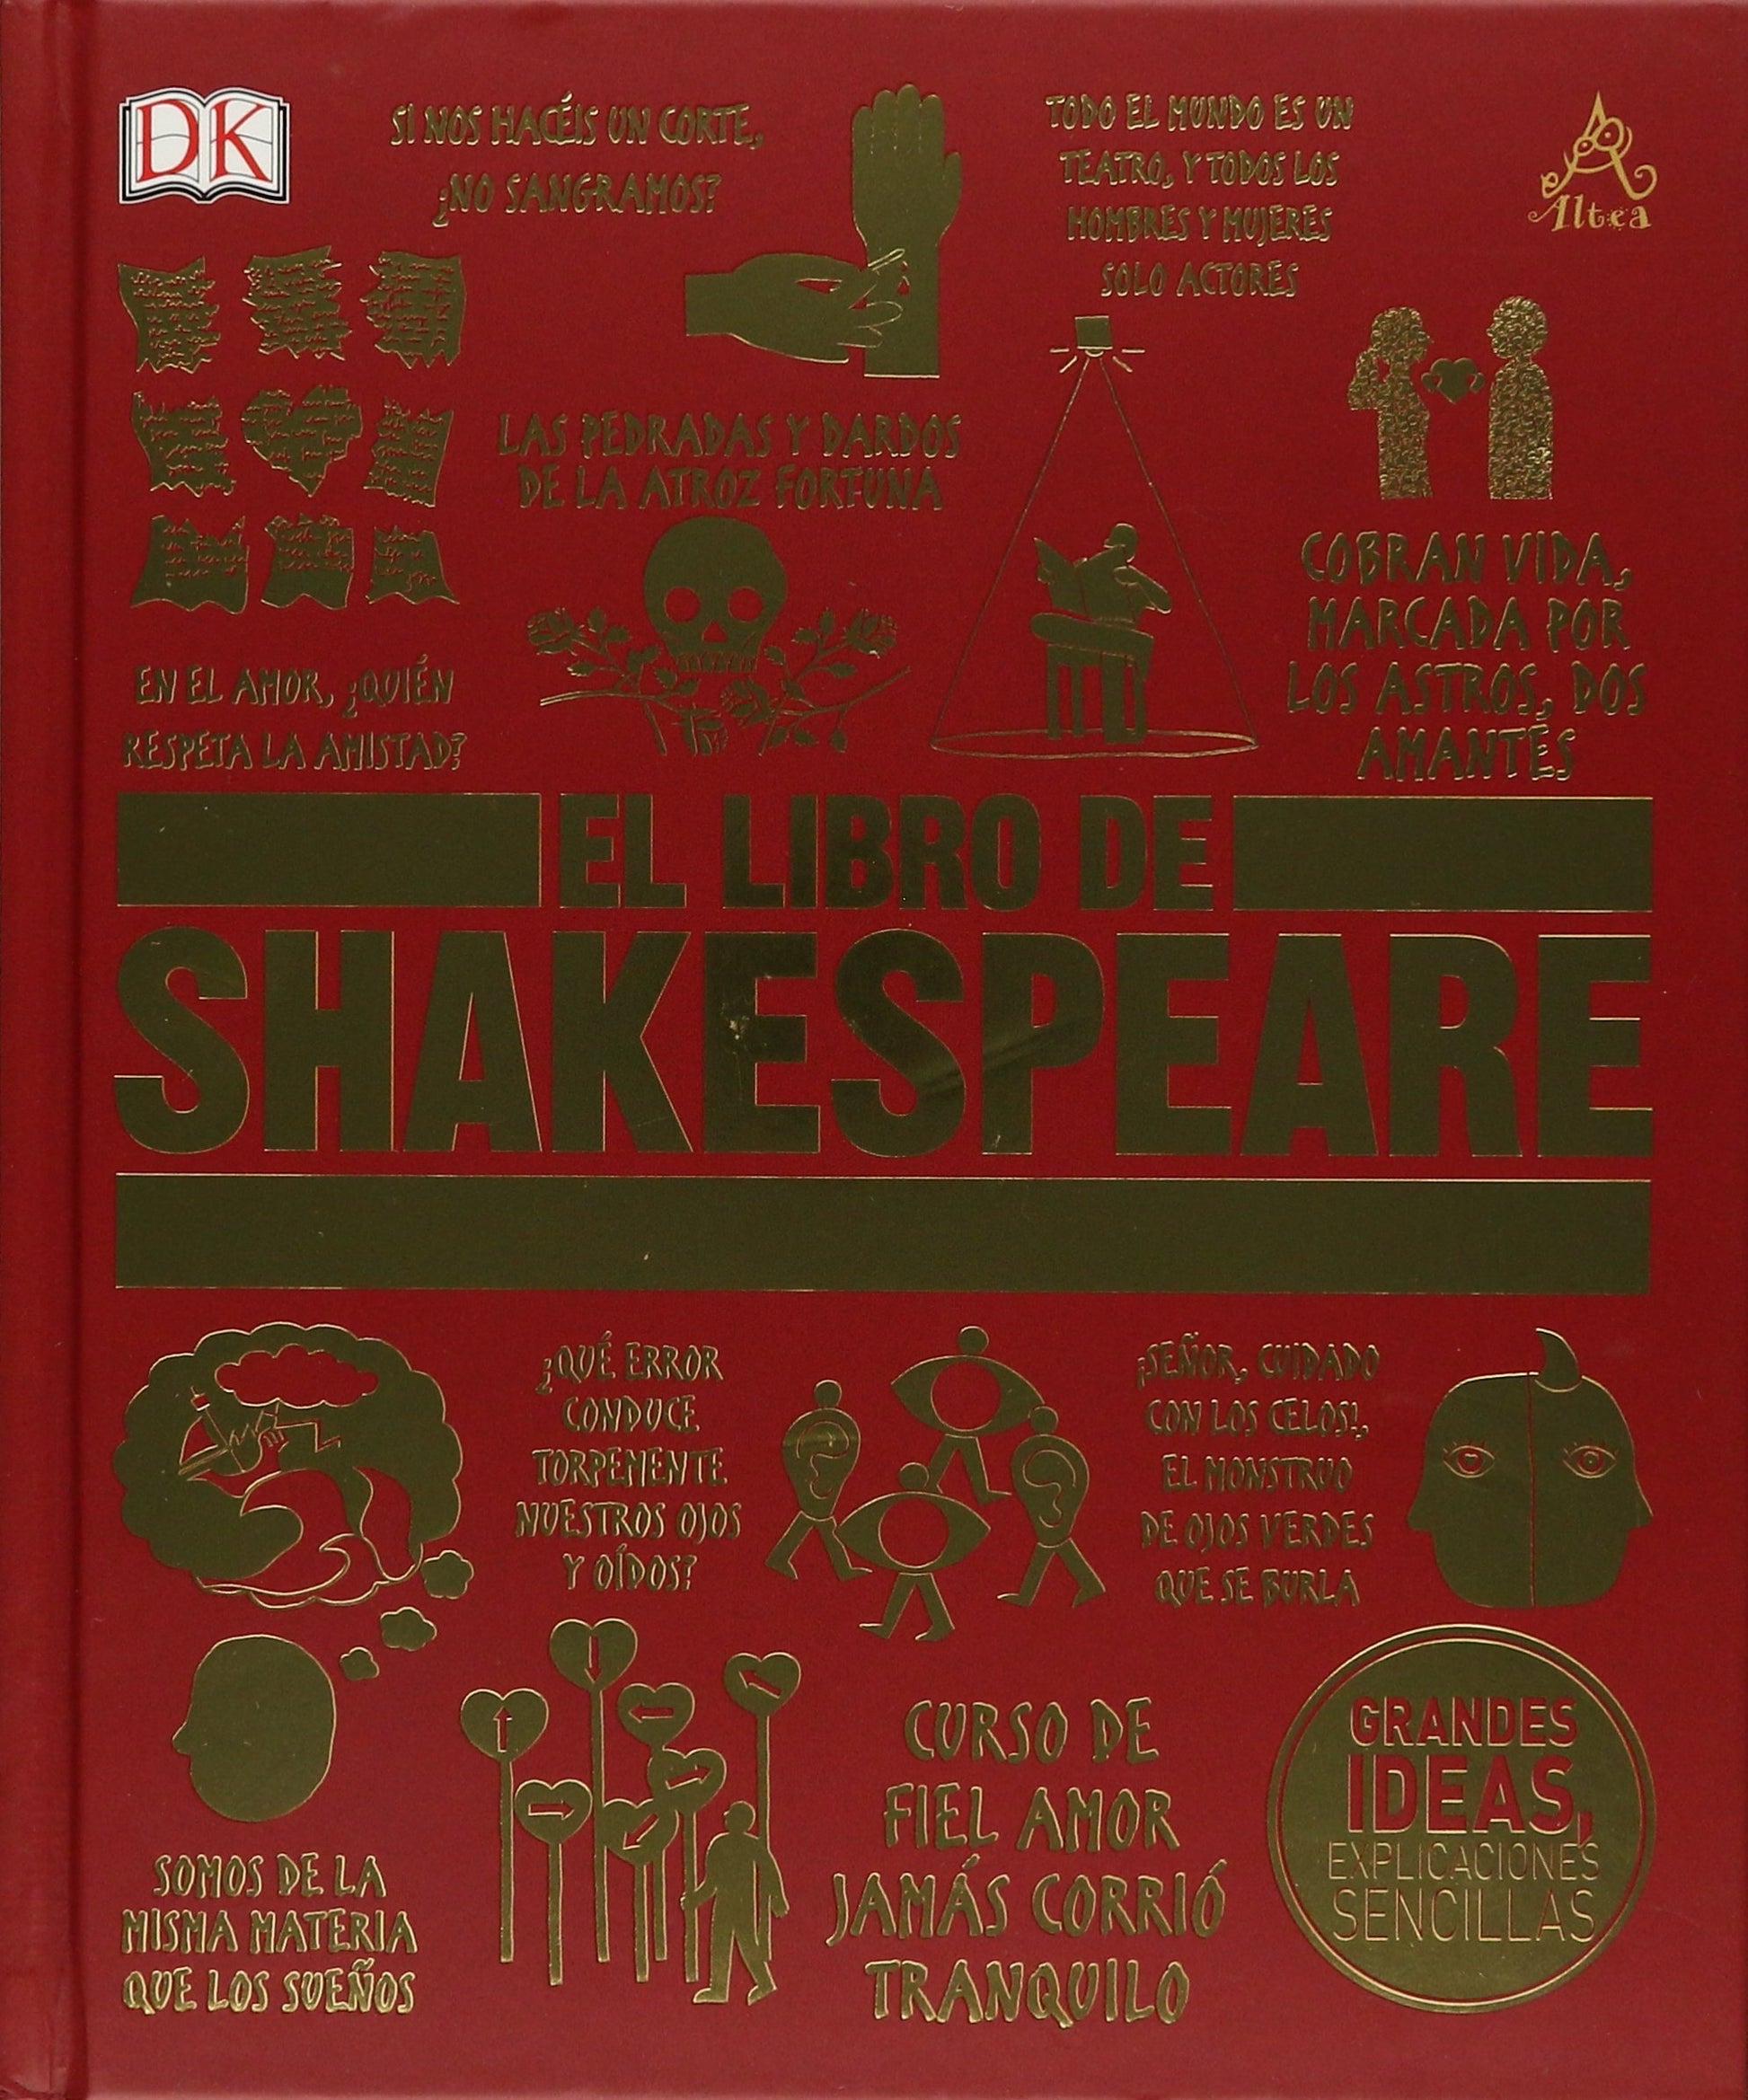 DK
SI NOS HACÉIS UN CORTE,
¿NO SANGRAMOS?
TODO EL MUNDO ES UN
TEATRO, Y TODOS LOS
HOMBRES Y MUJERES
SOLO ACTORES
Altea
LAS PEDRADAS Y DARDOS
DE LA ATROZ FORTUNA
COBRAN VIDA,
MARCADA POR
LOS ASTROS, DOS
AMANTES
EN EL AMOR, ¿QUIÉN
RESPETA LA AMISTAD?
EL LIBRO DE
SHAKESPEARE
¿QUÉ ERROR
CONDUCE
TORPEMENTE
NUESTROS OJOS
Y OÍDOS?
¡SEÑOR, CUIDADO
CON LOS CELOS!,
EL MONSTRUO
DE OJOS VERDES
QUE SE BURLA
SOMOS DE LA
MISMA MATERIA
QUE LOS SUEÑOS
CURSO DE
FIEL AMOR
JAMÁS CORRIÓ
TRANQUILO
GRANDES
IDEAS,
EXPLICACIONES
SENCILLAS